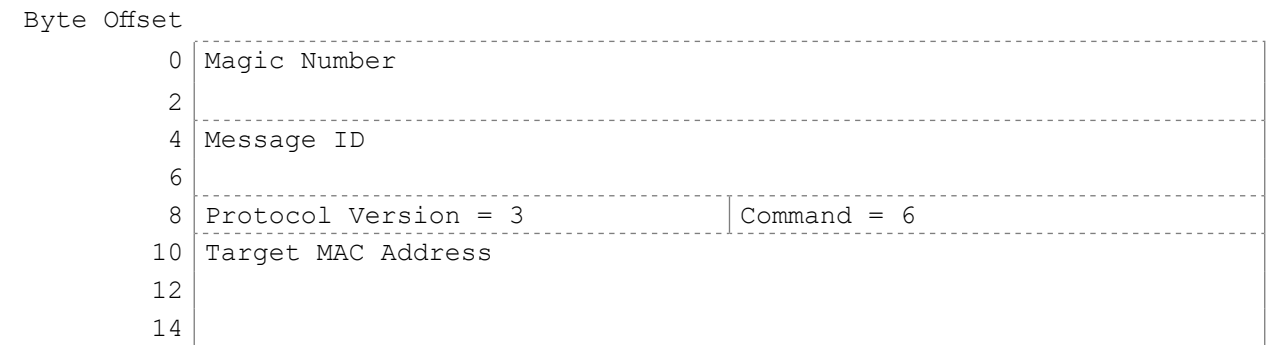 Byte Offset
0 Magic Number
2
4 Message ID
6
8 Protocol Version = 3 Command = 6
10 Target MAC Address
12
14